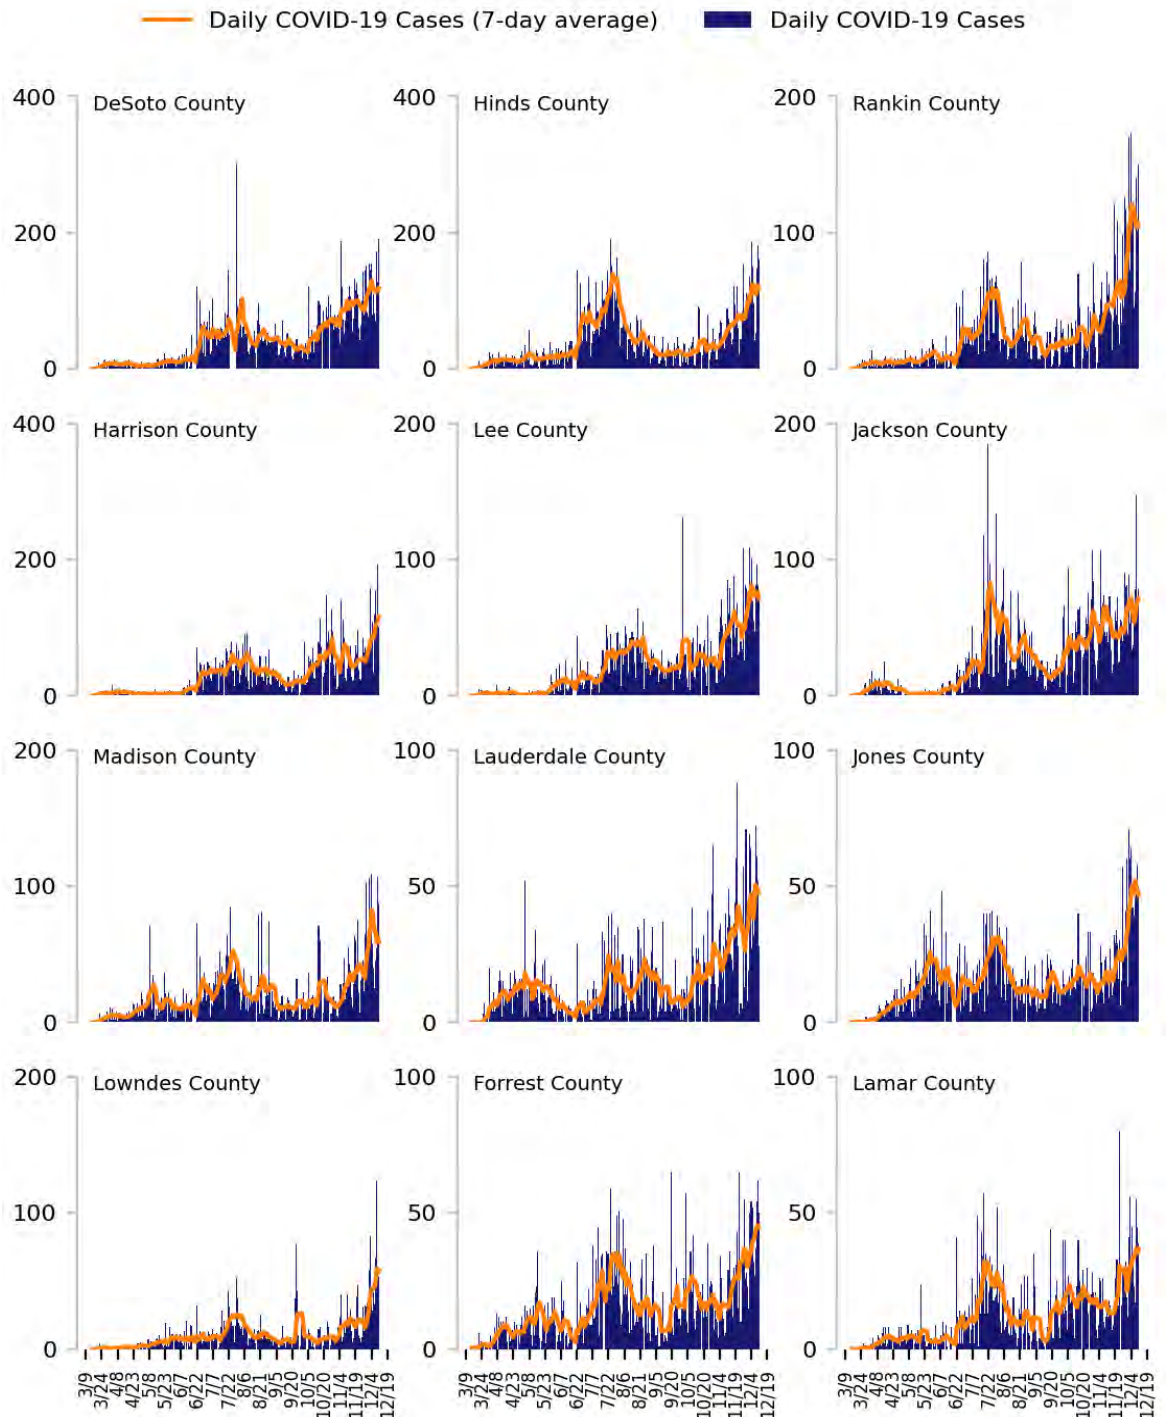 Daily COVID-19 Cases (7-day average) Daily COVID-19 Cases
400 DeSoto County 400 Hinds County 200 Rankin County
200 200 100
0 0 0
400 Harrison County 200 Lee County 200 Jackson County
200 100 100
0 0 0
200 Madison County 100 Lauderdale County 100 Jones County
100 50 50
0 0 0
200 Lowndes County 100 Forrest County 100 Lamar County
100 50 50
0 0 0
3/9 3/24 4/8 4/23 5/8 5/23 6/7 6/22 7/7 7/22 8/6 8/21 9/5 9/20 10/5 10/20 11/4 11/19 12/4 12/19
3/9 3/24 4/8 4/23 5/8 5/23 6/7 6/22 7/7 7/22 8/6 8/21 9/5 9/20 10/5 10/20 11/4 11/19 12/4 12/19
3/9 3/24 4/8 4/23 5/8 5/23 6/7 6/22 7/7 7/22 8/6 8/21 9/5 9/20 10/5 10/20 11/4 11/19 12/4 12/19